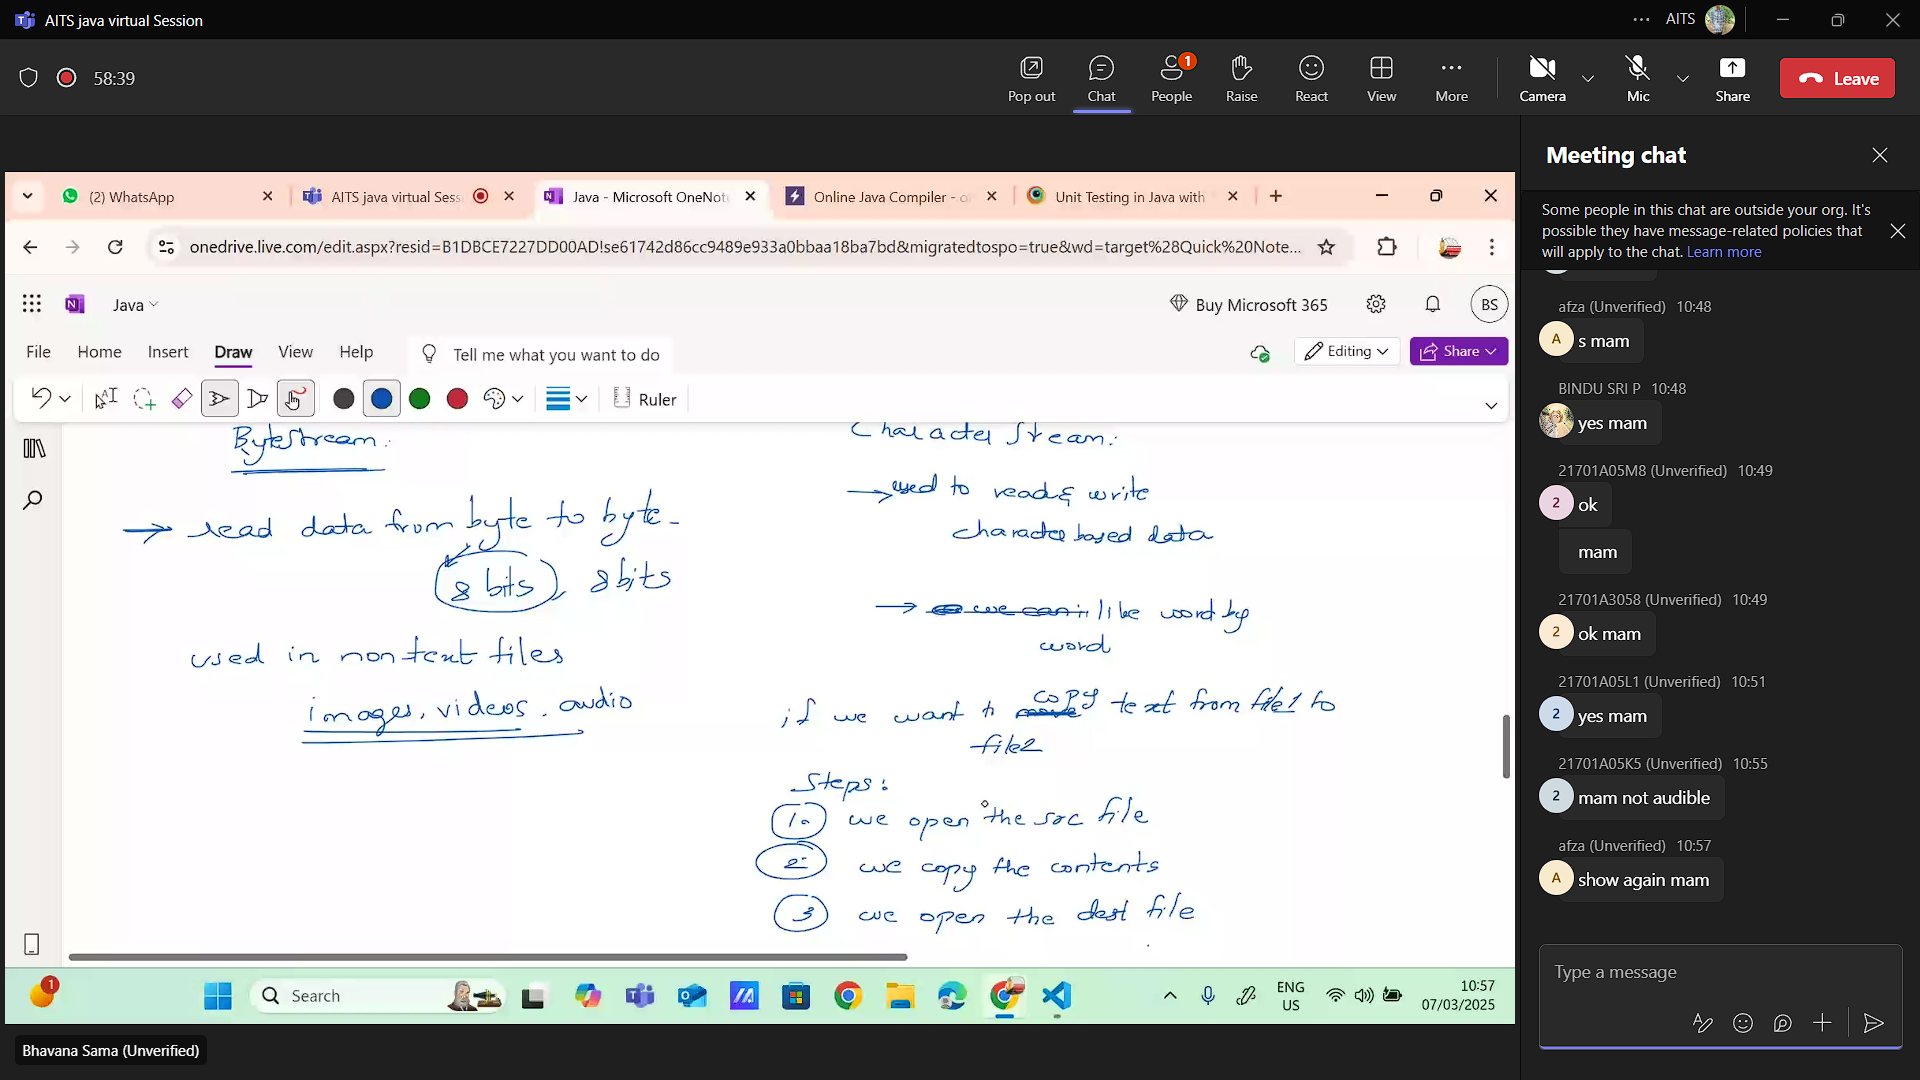 AITS java virtual Session
AITS
58:39
Pop out
Chat
People
1
Raise
React
View
More
Camera
Mic
Share
Leave
(2) WhatsApp
AITS java virtual Sess
Java - Microsoft OneNot
Online Java Compiler - o
Unit Testing in Java with
onedrive.live.com/edit.aspx?resid=B1DBCE7227DD00AD!se61742d86cc9489e933a0bbaa18ba7bd&migratedtospo=true&wd=target%28Quick%20Note...
Java
Buy Microsoft 365
BS
File
Home
Insert
Draw
View
Help
Tell me what you want to do
Editing
Share
Ruler
Bytestream.
→ read data from byte to byte
8 bits, 8 bits
used in non text files
images, videos, audio
Character Stream:
→ used to read & write
character based data
→ we can: like word by
word
if we want to move copy text from file1 to
file2
Steps:
1. we open the src file
2 we copy the contents
3 we open the dest file
1
Search
ENG
US
10:57
07/03/2025
Bhavana Sama (Unverified)
Meeting chat
Some people in this chat are outside your org. It's
possible they have message-related policies that
will apply to the chat. Learn more
afza (Unverified) 10:48
A
s mam
BINDU SRI P 10:48
yes mam
21701A05M8 (Unverified) 10:49
2
ok
mam
21701A3058 (Unverified) 10:49
2
ok mam
21701A05L1 (Unverified) 10:51
2
yes mam
21701A05K5 (Unverified) 10:55
2
mam not audible
afza (Unverified) 10:57
A
show again mam
Type a message